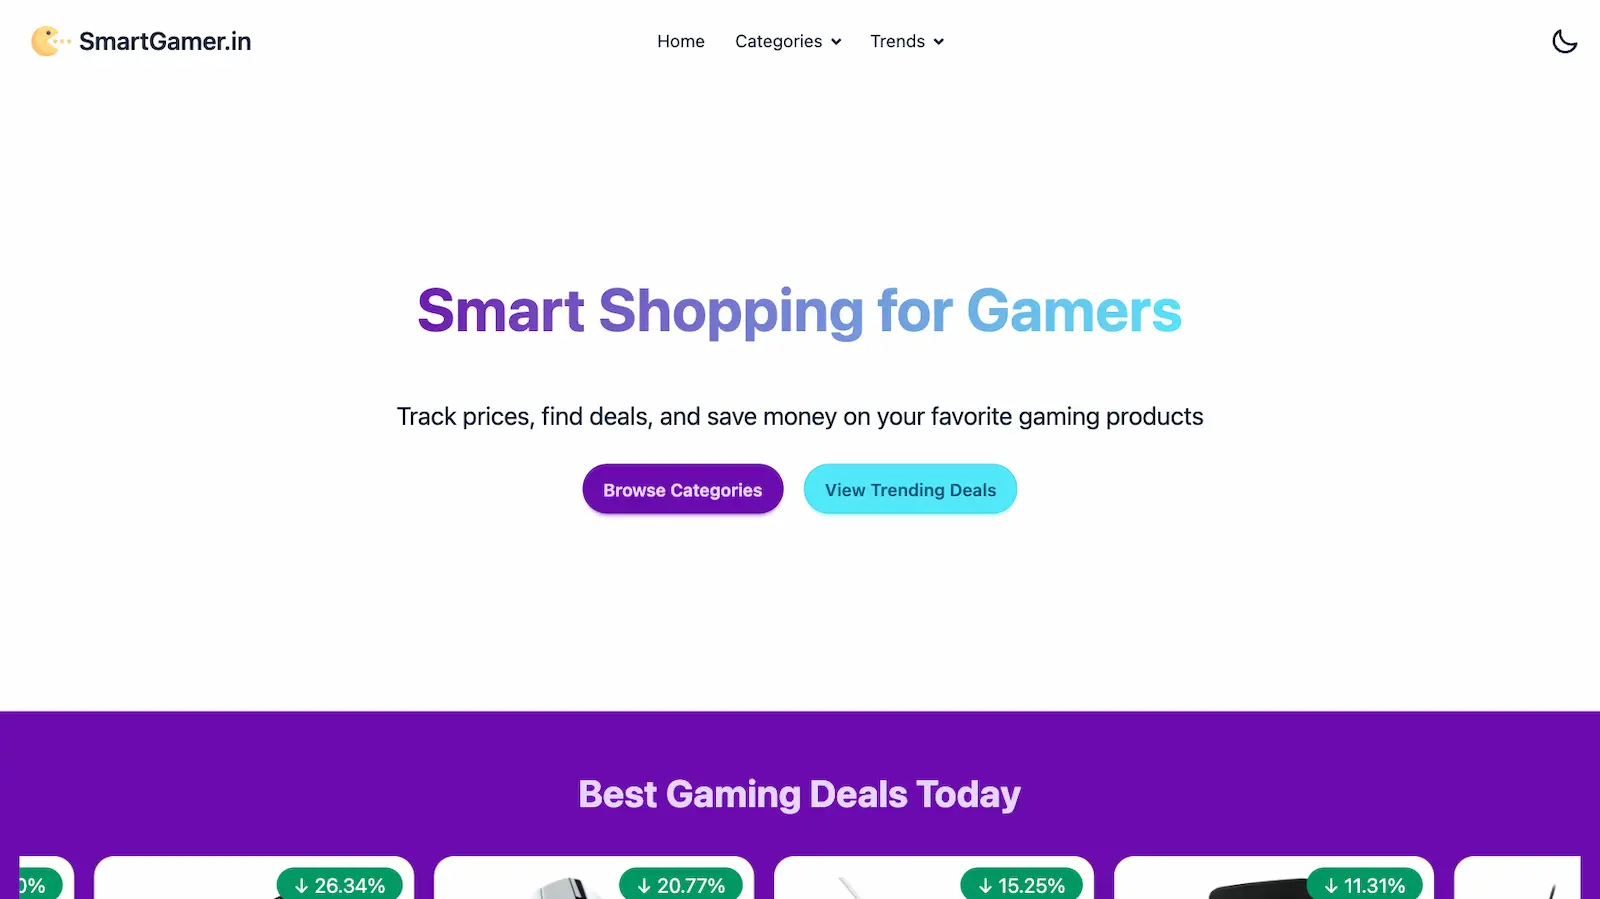 SmartGamer.in
Home Categories Trends
Smart Shopping for Gamers
Track prices, find deals, and save money on your favorite gaming products
Browse Categories View Trending Deals
Best Gaming Deals Today
0% ↓ 26.34% ↓ 20.77% ↓ 15.25% ↓ 11.31%